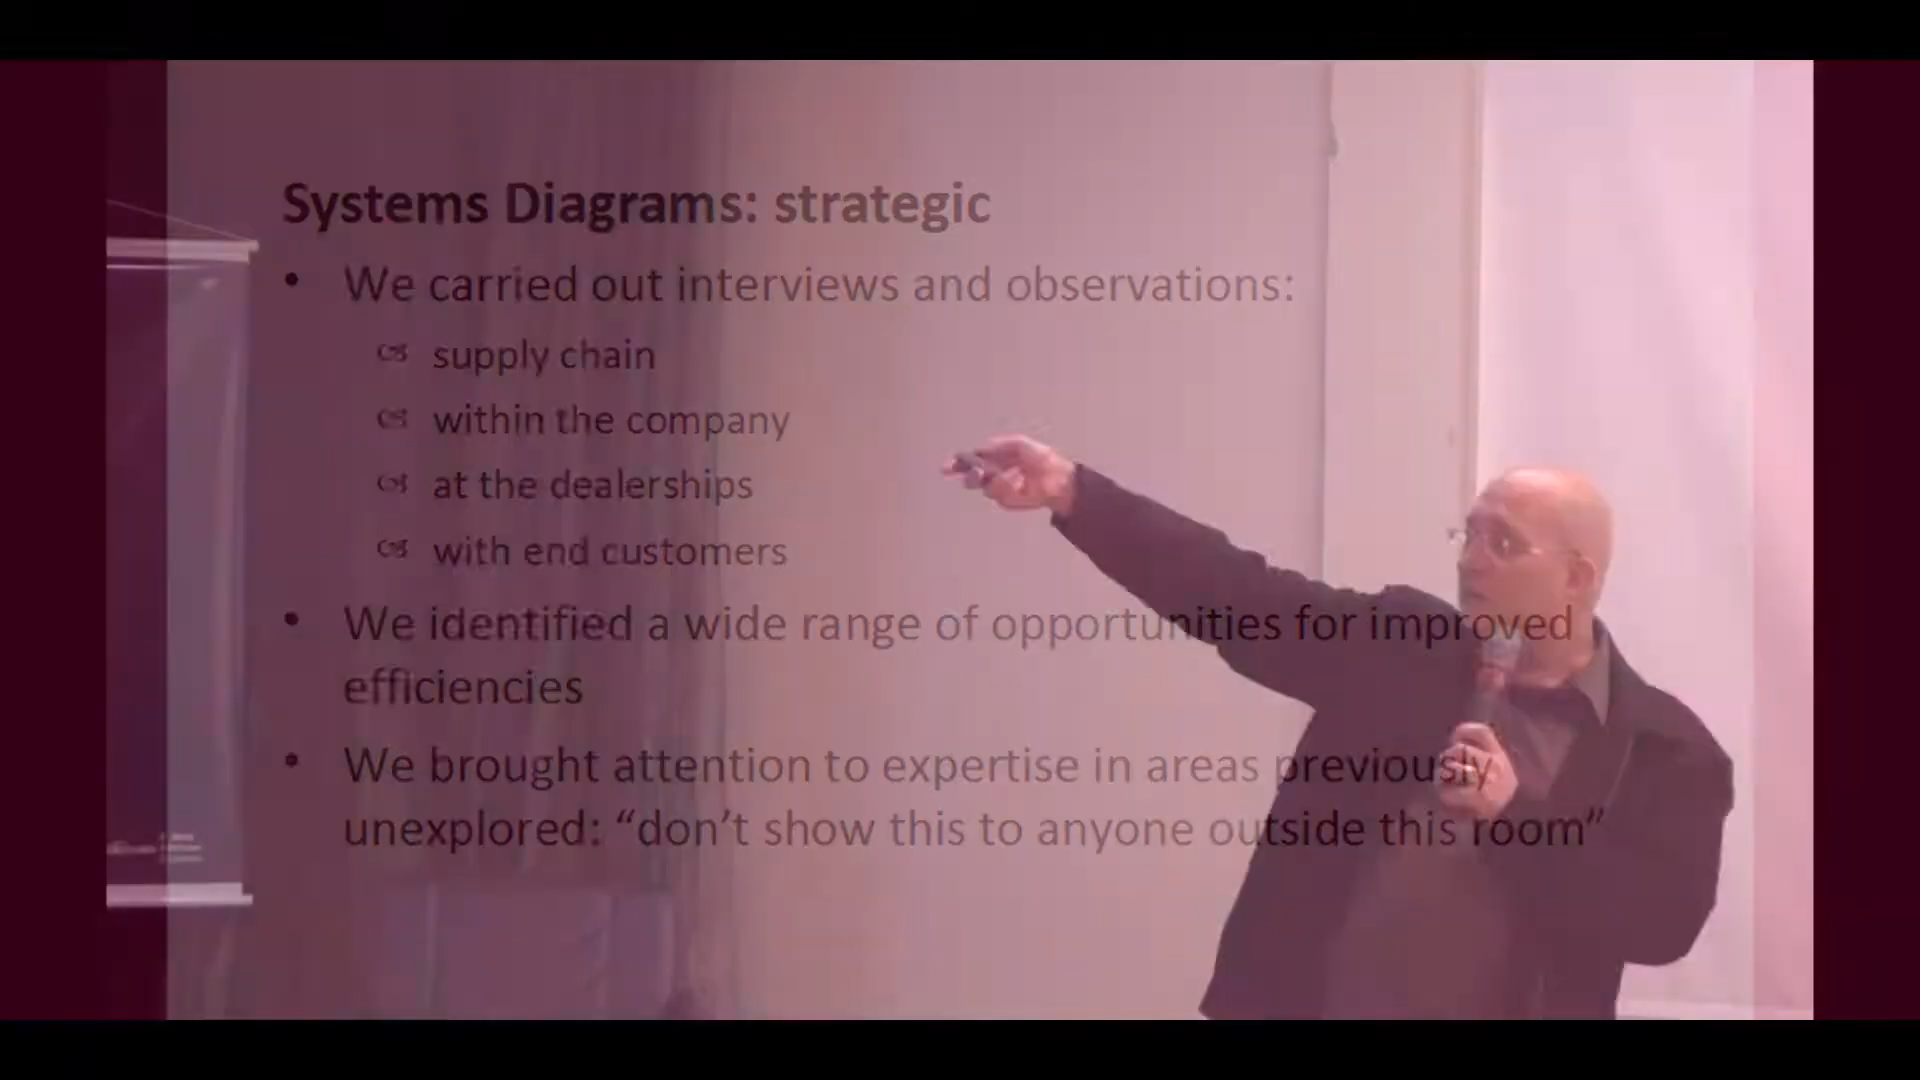 Systems Diagrams: strategic
• We carried out interviews and observations:
supply chain
within the company
at the dealerships
with end customers
• We identified a wide range of opportunities for improved
efficiencies
• We brought attention to expertise in areas previously
unexplored: “don’t show this to anyone outside this room”